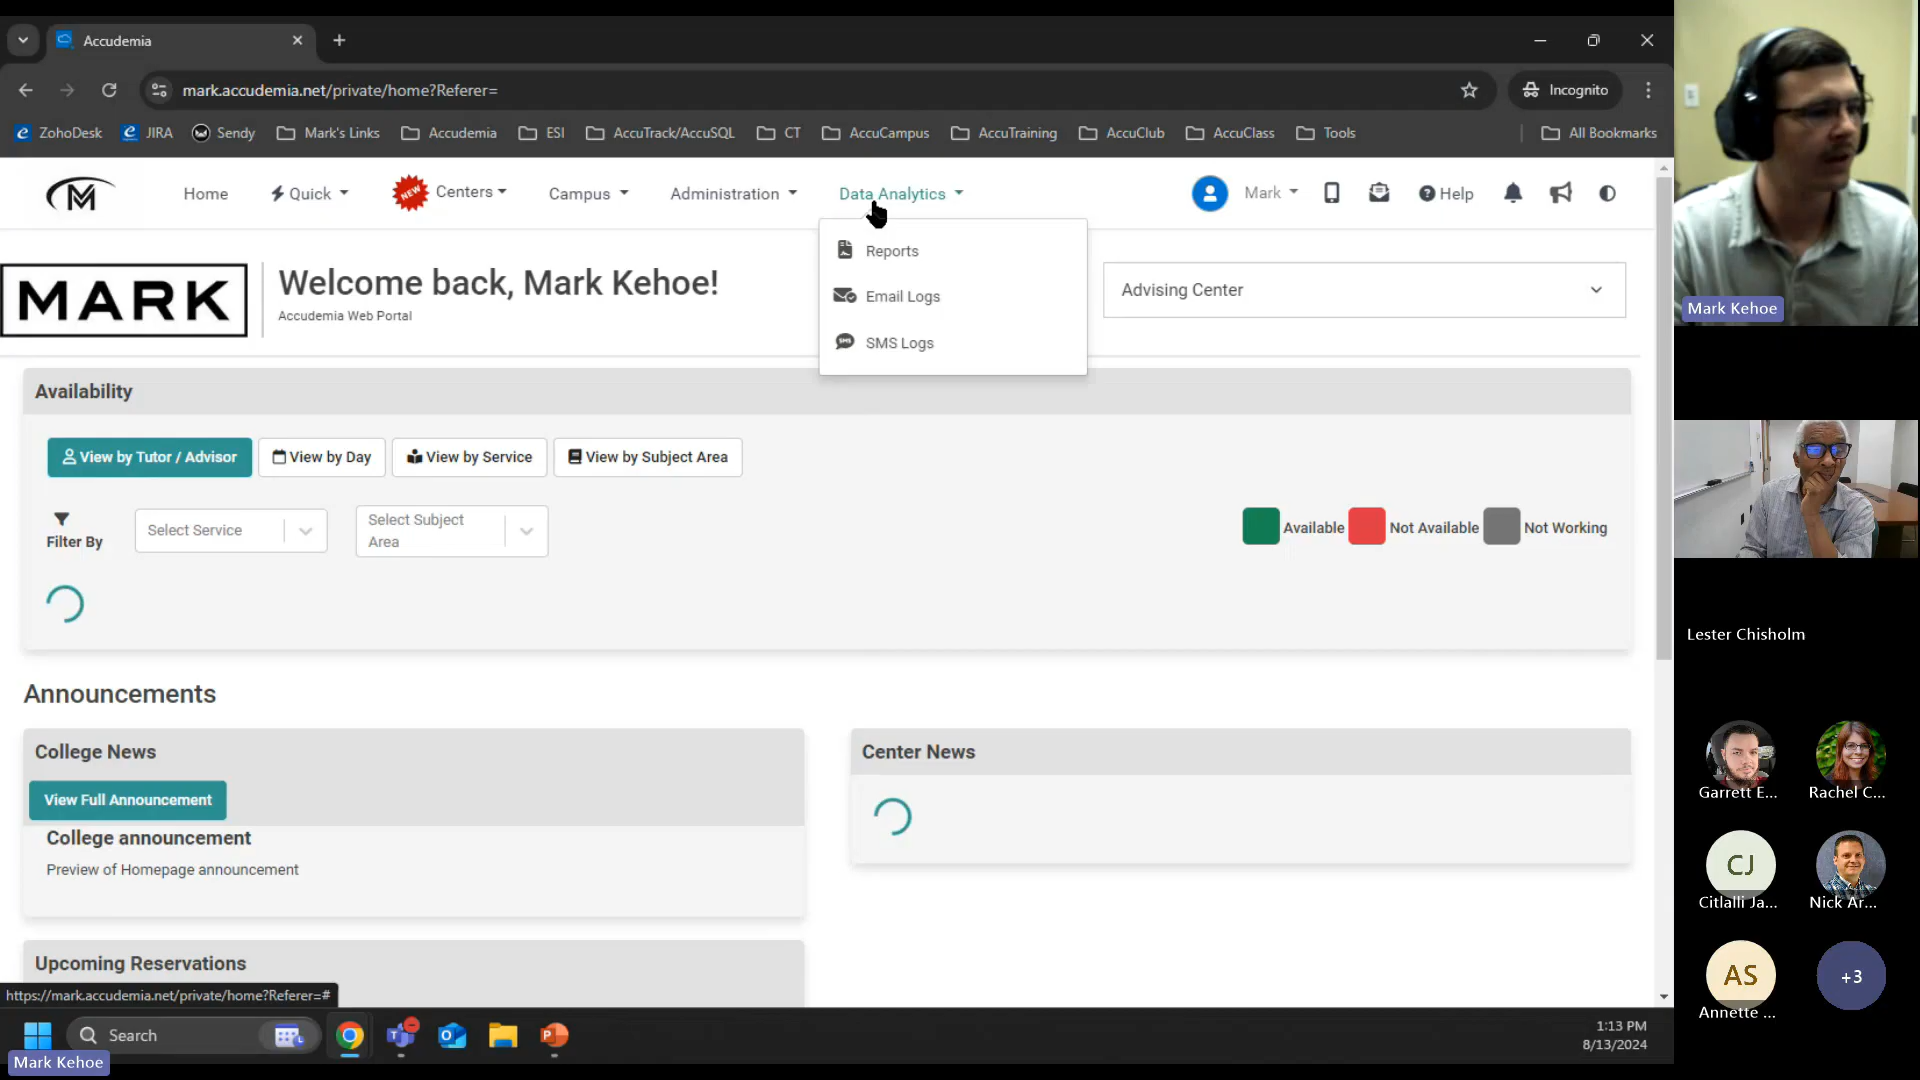 Accudemia
mark.accudemia.net/private/home?Referer=
Incognito
ZohoDesk
JIRA
Sendy
Mark's Links
Accudemia
ESI
AccuTrack/AccuSQL
CT
AccuCampus
AccuTraining
AccuClub
AccuClass
Tools
All Bookmarks
M
Home
Quick
NEW
Centers
Campus
Administration
Data Analytics
Mark
Help
Reports
Email Logs
SMS Logs
MARK
Welcome back, Mark Kehoe!
Accudemia Web Portal
Advising Center
Availability
View by Tutor / Advisor
View by Day
View by Service
View by Subject Area
Filter By
Select Service
Select Subject
Area
Available
Not Available
Not Working
Announcements
College News
View Full Announcement
College announcement
Preview of Homepage announcement
Center News
Upcoming Reservations
https://mark.accudemia.net/private/home?Referer=#
Search
1:13 PM
8/13/2024
Mark Kehoe
Mark Kehoe
Lester Chisholm
Garrett E...
Rachel C...
CJ
Citlalli Ja...
Nick Ar...
AS
Annette ...
+3